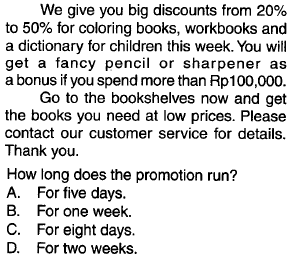 We give you big discounts from 20%
to 50% for coloring books, workbooks and
a dictionary for children this week. You will
get a fancy pencil or sharpener as
a bonus if you spend more than Rp100,000.
Go to the bookshelves now and get
the books you need at low prices. Please
contact our customer service for details.
Thank you.
How long does the promotion run?
A. For five days.
B. For one week.
C. For eight days.
D. For two weeks.